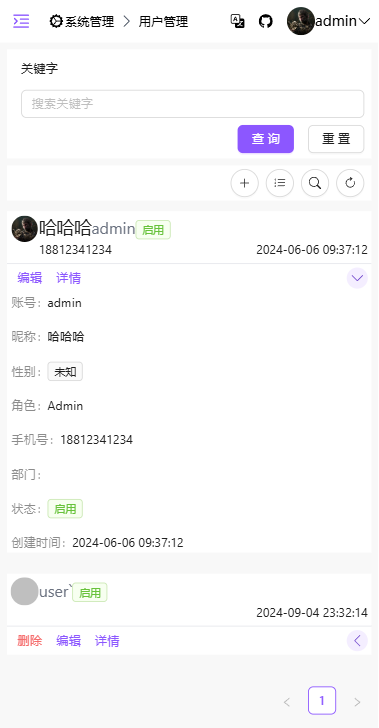 系统管理 > 用户管理 admin
关键字
搜索关键字
查 询 重 置
哈哈哈admin 启用
18812341234 2024-06-06 09:37:12
编辑 详情
账号: admin
昵称: 哈哈哈
性别: 未知
角色: Admin
手机号: 18812341234
部门:
状态: 启用
创建时间: 2024-06-06 09:37:12
user` 启用
2024-09-04 23:32:14
删除 编辑 详情
< 1 >